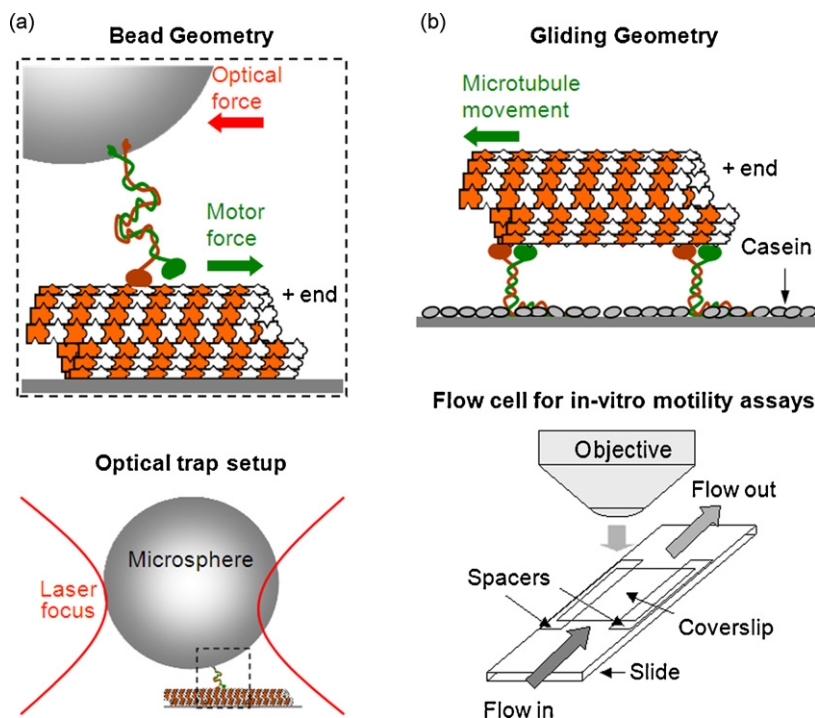 (a)
Bead Geometry
Optical
force
Motor
force
+ end
Optical trap setup
Microsphere
Laser
focus
(b)
Gliding Geometry
Microtubule
movement
+ end
Casein
Flow cell for in-vitro motility assays
Objective
Flow out
Spacers
Coverslip
Slide
Flow in